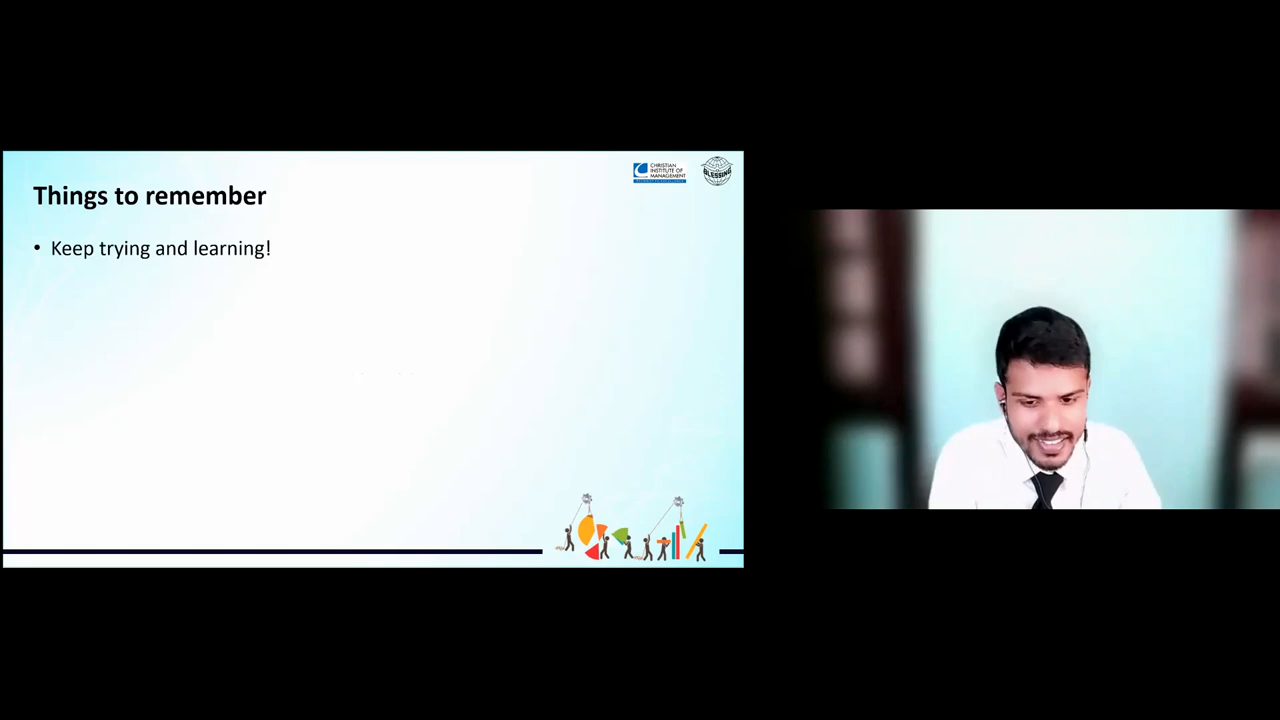 Things to remember
• Keep trying and learning!
CHRISTIAN
INSTITUTE OF
MANAGEMENT
BLESSING